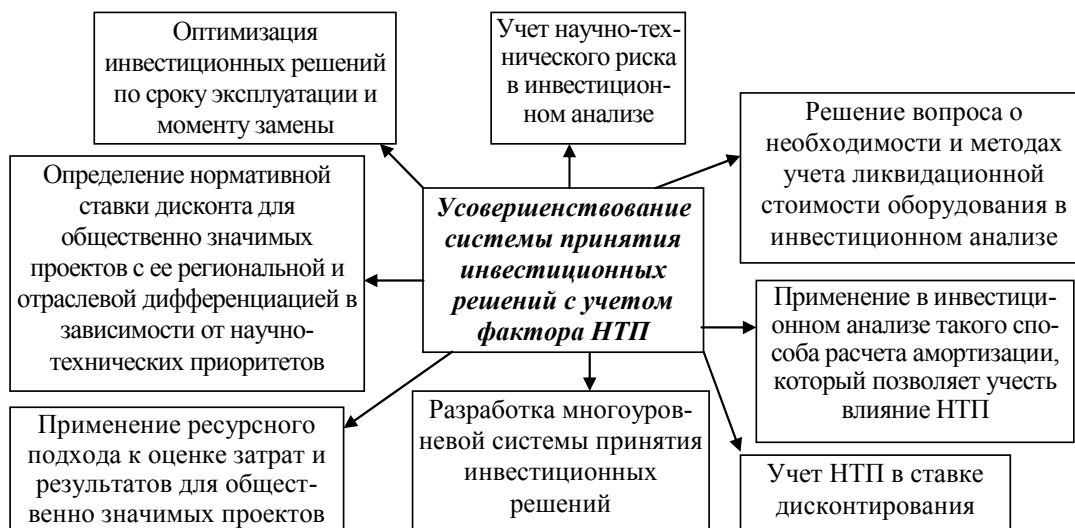 Оптимизация
инвестиционных решений
по сроку эксплуатации и
моменту замены
Учет научно-тех-
нического риска
в инвестицион-
ном анализе
Решение вопроса о
необходимости и методах
учета ликвидационной
стоимости оборудования в
инвестиционном анализе
Определение нормативной
ставки дисконта для
общественно значимых
проектов с ее региональной и
отраслевой дифференциацией в
зависимости от научно-
технических приоритетов
Усовершенствование
системы принятия
инвестиционных
решений с учетом
фактора НТП
Применение в инвестици-
онном анализе такого спо-
соба расчета амортизации,
который позволяет учесть
влияние НТП
Применение ресурсного
подхода к оценке затрат и
результатов для общест-
венно значимых проектов
Разработка многоуров-
невой системы принятия
инвестиционных
решений
Учет НТП в ставке
дисконтирования